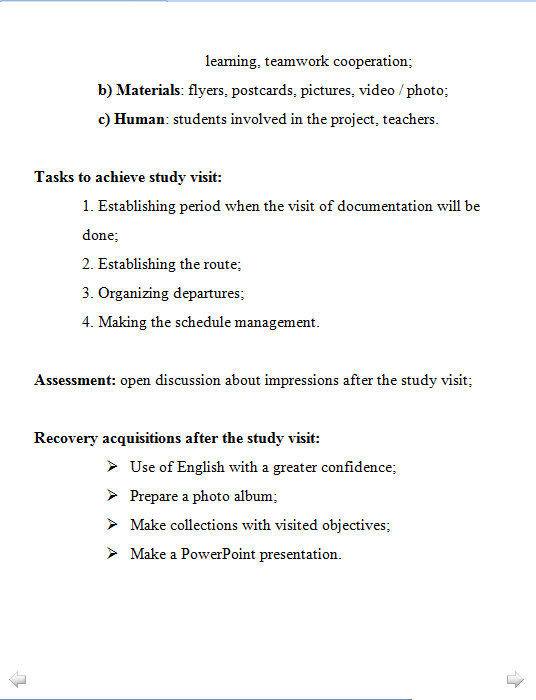 learning, teamwork cooperation;
b) Materials: flyers, postcards, pictures, video / photo;
c) Human: students involved in the project, teachers.
Tasks to achieve study visit:
1. Establishing period when the visit of documentation will be
done;
2. Establishing the route;
3. Organizing departures;
4. Making the schedule management.
Assessment: open discussion about impressions after the study visit;
Recovery acquisitions after the study visit:
➢ Use of English with a greater confidence;
➢ Prepare a photo album;
➢ Make collections with visited objectives;
➢ Make a PowerPoint presentation.